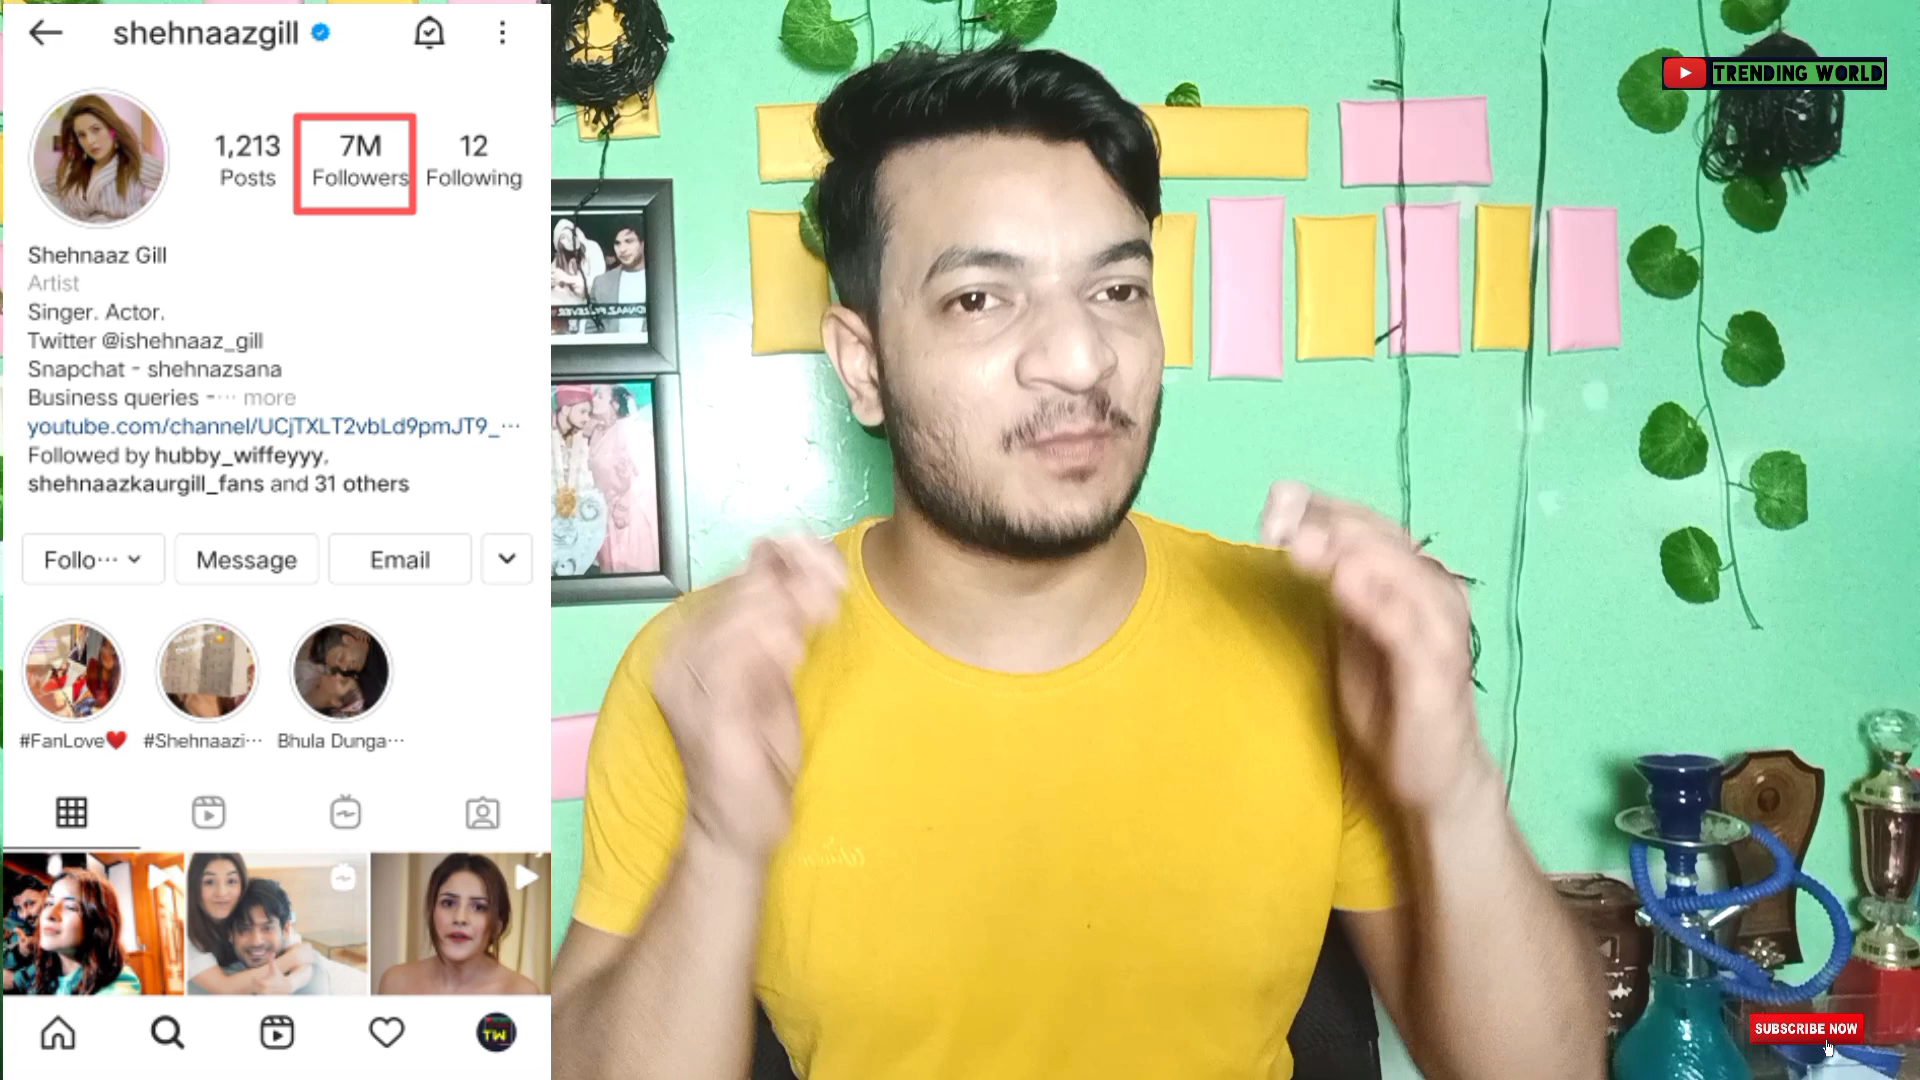 shehnaazgill
1,213
Posts
7M
Followers
12
Following
Shehnaaz Gill
Artist
Singer. Actor.
Twitter @ishehnaaz_gill
Snapchat - shehnazsana
Business queries -... more
youtube.com/channel/UCjTXLT2vbLd9pmJT9_...
Followed by hubby_wiffeyyy,
shehnaazkaurgill_fans and 31 others
Follo...
Message
Email
#FanLove❤
#Shehnaazi...
Bhula Dunga...
TW
TRENDING WORLD
SUBSCRIBE NOW